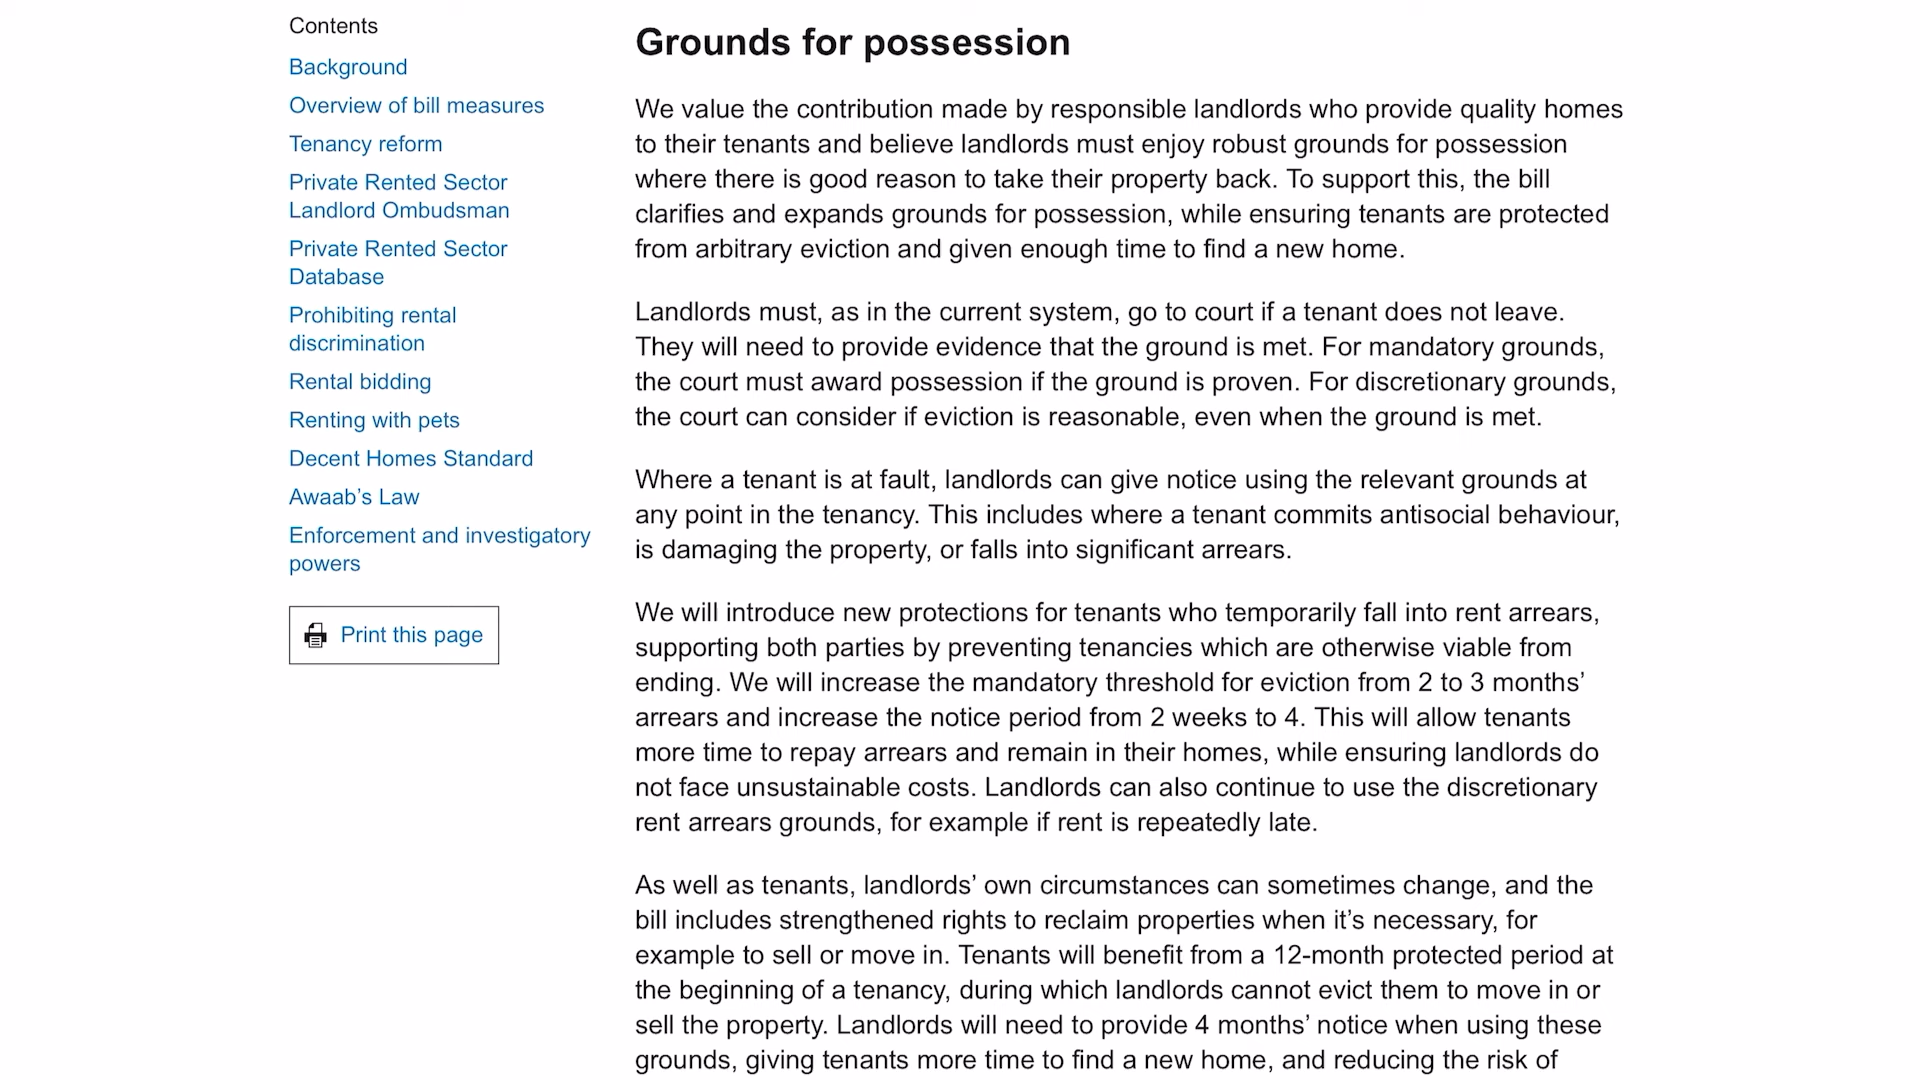 Contents
Background
Overview of bill measures
Tenancy reform
Private Rented Sector
Landlord Ombudsman
Private Rented Sector
Database
Prohibiting rental
discrimination
Rental bidding
Renting with pets
Decent Homes Standard
Awaab’s Law
Enforcement and investigatory
powers
Print this page
Grounds for possession
We value the contribution made by responsible landlords who provide quality homes
to their tenants and believe landlords must enjoy robust grounds for possession
where there is good reason to take their property back. To support this, the bill
clarifies and expands grounds for possession, while ensuring tenants are protected
from arbitrary eviction and given enough time to find a new home.
Landlords must, as in the current system, go to court if a tenant does not leave.
They will need to provide evidence that the ground is met. For mandatory grounds,
the court must award possession if the ground is proven. For discretionary grounds,
the court can consider if eviction is reasonable, even when the ground is met.
Where a tenant is at fault, landlords can give notice using the relevant grounds at
any point in the tenancy. This includes where a tenant commits antisocial behaviour,
is damaging the property, or falls into significant arrears.
We will introduce new protections for tenants who temporarily fall into rent arrears,
supporting both parties by preventing tenancies which are otherwise viable from
ending. We will increase the mandatory threshold for eviction from 2 to 3 months’
arrears and increase the notice period from 2 weeks to 4. This will allow tenants
more time to repay arrears and remain in their homes, while ensuring landlords do
not face unsustainable costs. Landlords can also continue to use the discretionary
rent arrears grounds, for example if rent is repeatedly late.
As well as tenants, landlords’ own circumstances can sometimes change, and the
bill includes strengthened rights to reclaim properties when it’s necessary, for
example to sell or move in. Tenants will benefit from a 12-month protected period at
the beginning of a tenancy, during which landlords cannot evict them to move in or
sell the property. Landlords will need to provide 4 months’ notice when using these
grounds, giving tenants more time to find a new home, and reducing the risk of